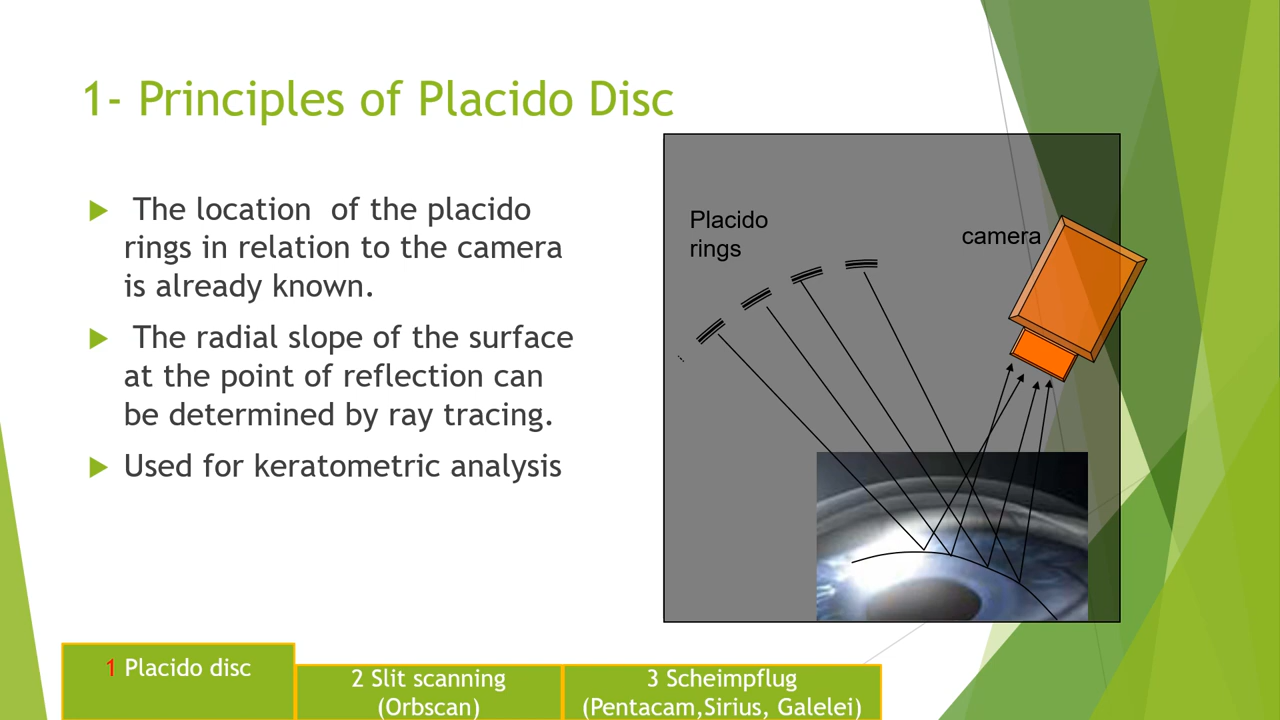 1- Principles of Placido Disc
The location of the placido
rings in relation to the camera
is already known.
The radial slope of the surface
at the point of reflection can
be determined by ray tracing.
Used for keratometric analysis
Placido
rings
camera
1 Placido disc
2 Slit scanning
(Orbscan)
3 Scheimpflug
(Pentacam,Sirius, Galelei)